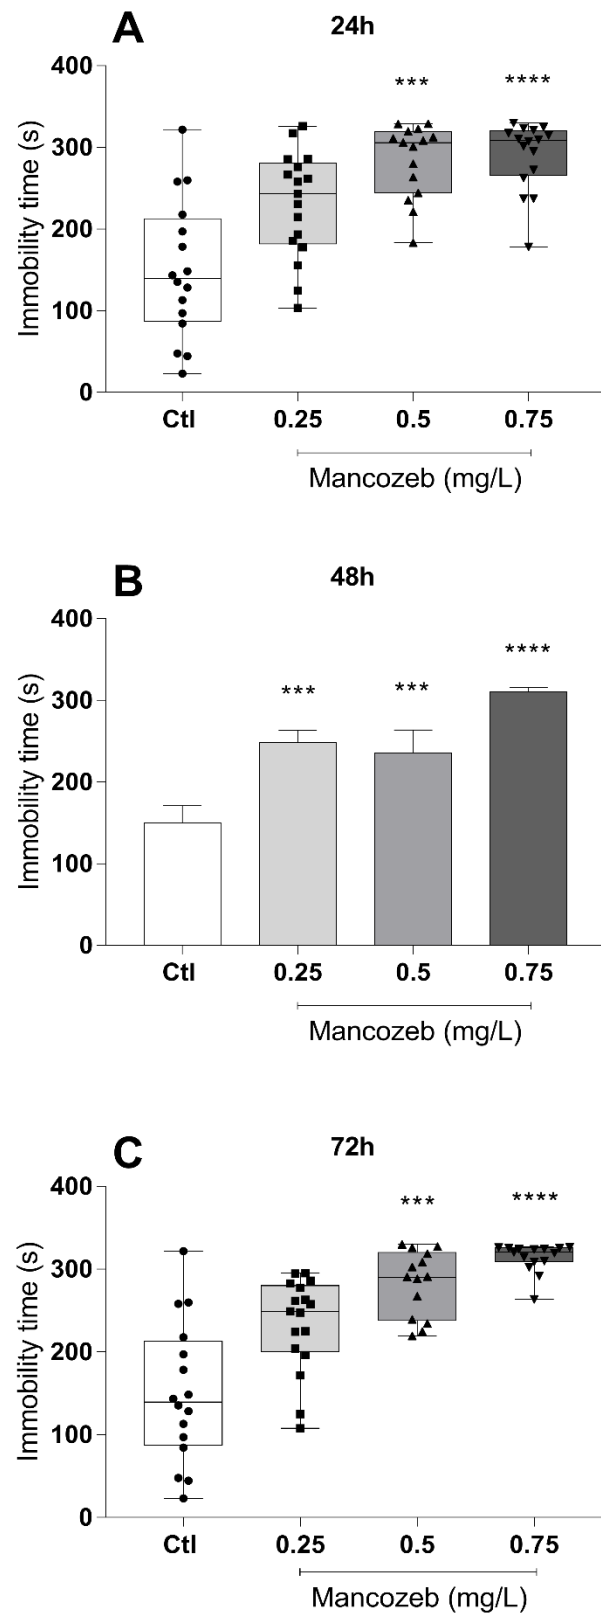 A
24h
Immobility time (s)
400
300
200
100
0
***
****
Ctl 0.25 0.5 0.75
Mancozeb (mg/L)
B
48h
Immobility time (s)
400
300
200
100
0
***
***
****
Ctl 0.25 0.5 0.75
Mancozeb (mg/L)
C
72h
Immobility time (s)
400
300
200
100
0
***
****
Ctl 0.25 0.5 0.75
Mancozeb (mg/L)